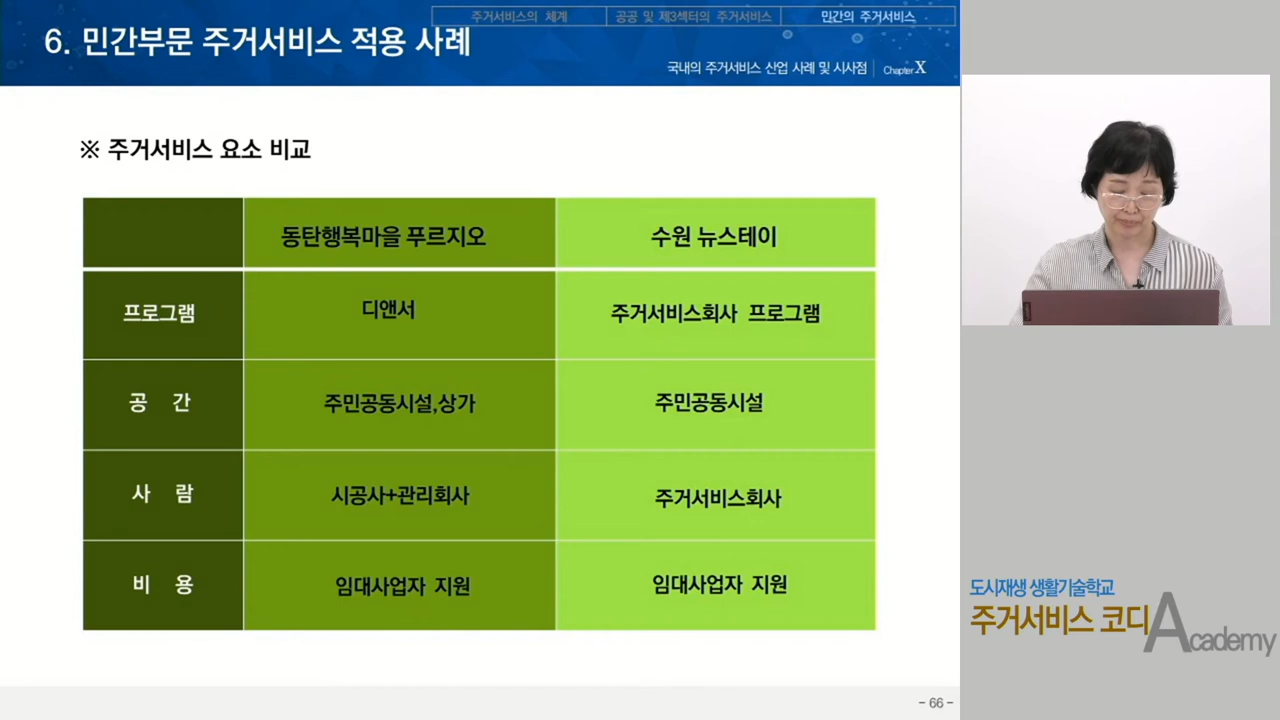 주거서비스의 체계 공공 및 제3섹터의 주거서비스 민간의 주거서비스
6. 민간부문 주거서비스 적용 사례
국내의 주거서비스 산업 사례 및 시사점 Chapter X
※ 주거서비스 요소 비교
동탄행복마을 푸르지오 수원 뉴스테이
프로그램 디앤서 주거서비스회사 프로그램
공 간 주민공동시설,상가 주민공동시설
사 람 시공사+관리회사 주거서비스회사
비 용 임대사업자 지원 임대사업자 지원
도시재생 생활기술학교
주거서비스 코디 Academy
- 66 -